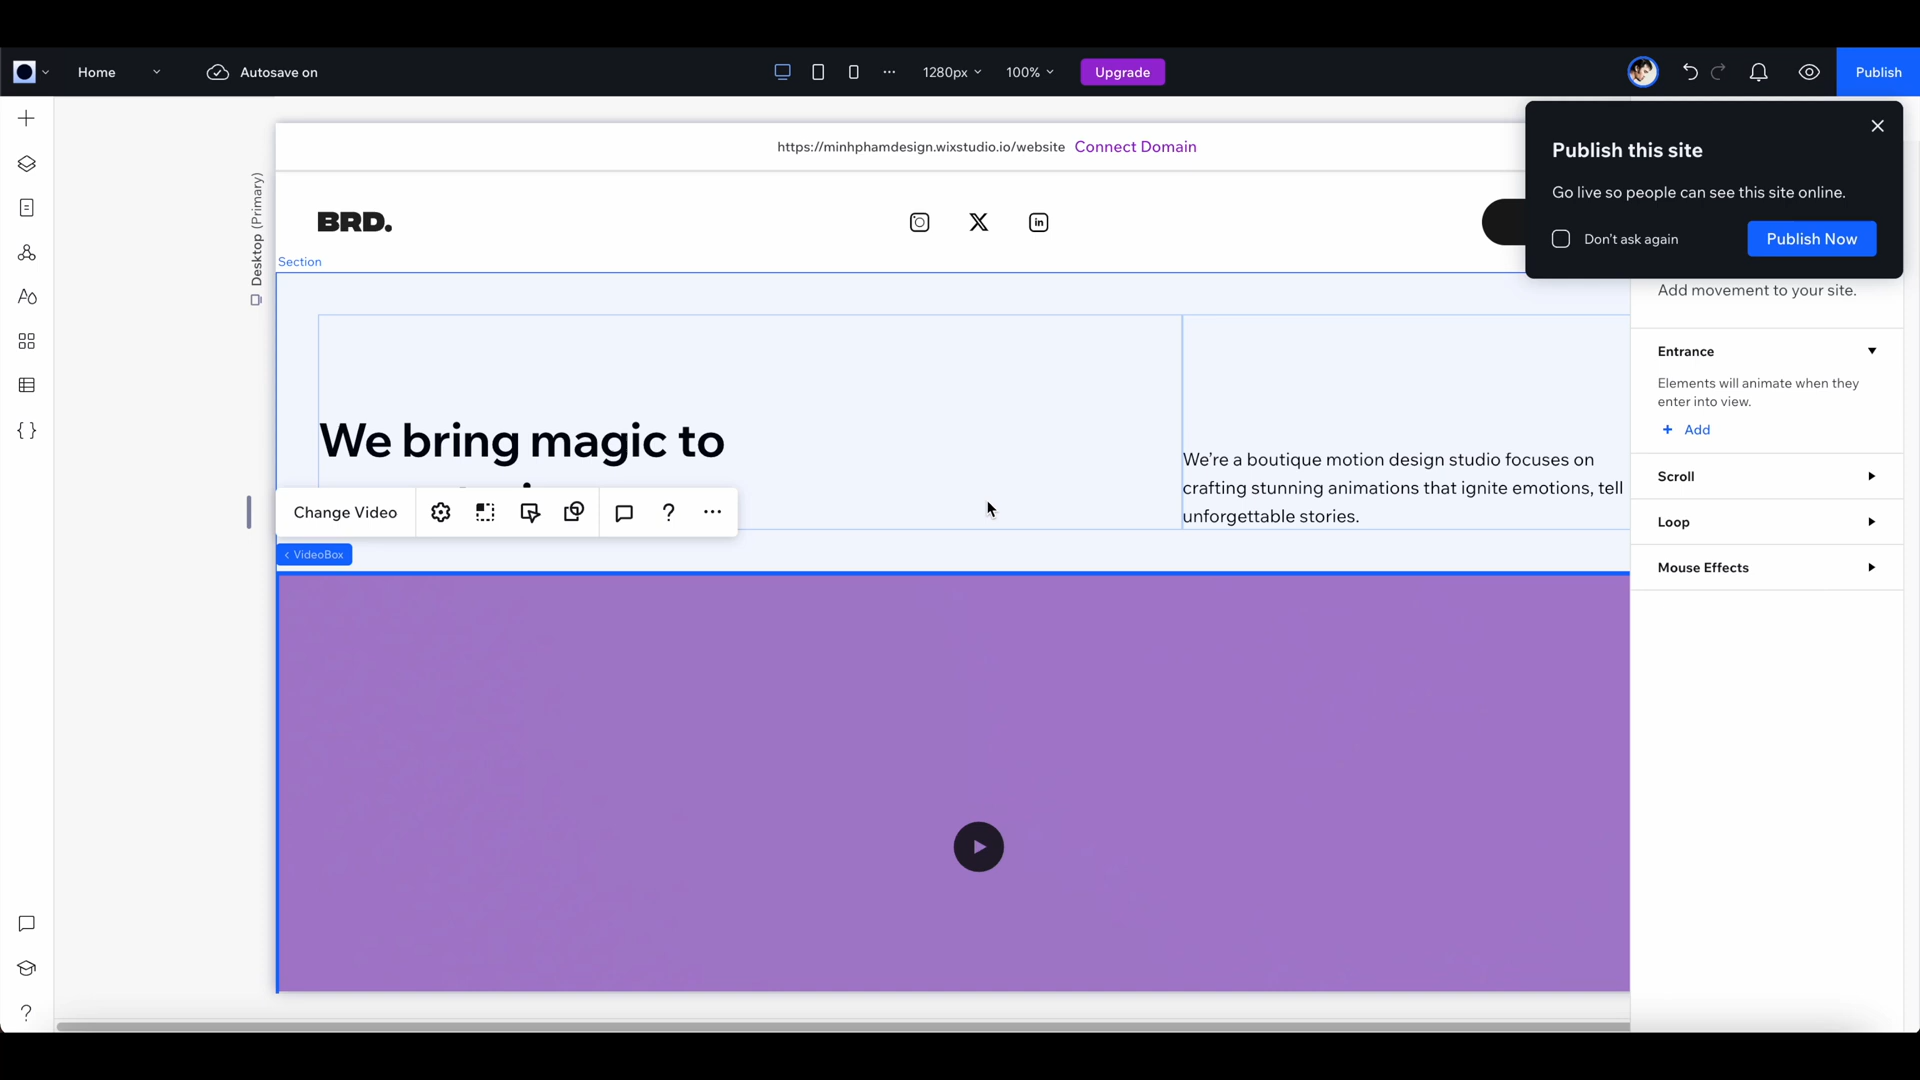 Home
Autosave on
1280px
100%
Upgrade
Publish
https://minhphamdesign.wixstudio.io/website Connect Domain
Publish this site
Go live so people can see this site online.
Don't ask again
Publish Now
Desktop (Primary)
BRD.
Section
Add movement to your site.
Entrance
Elements will animate when they
enter into view.
+ Add
Scroll
Loop
Mouse Effects
We bring magic to
We're a boutique motion design studio focuses on
crafting stunning animations that ignite emotions, tell
unforgettable stories.
Change Video
?
< VideoBox
?